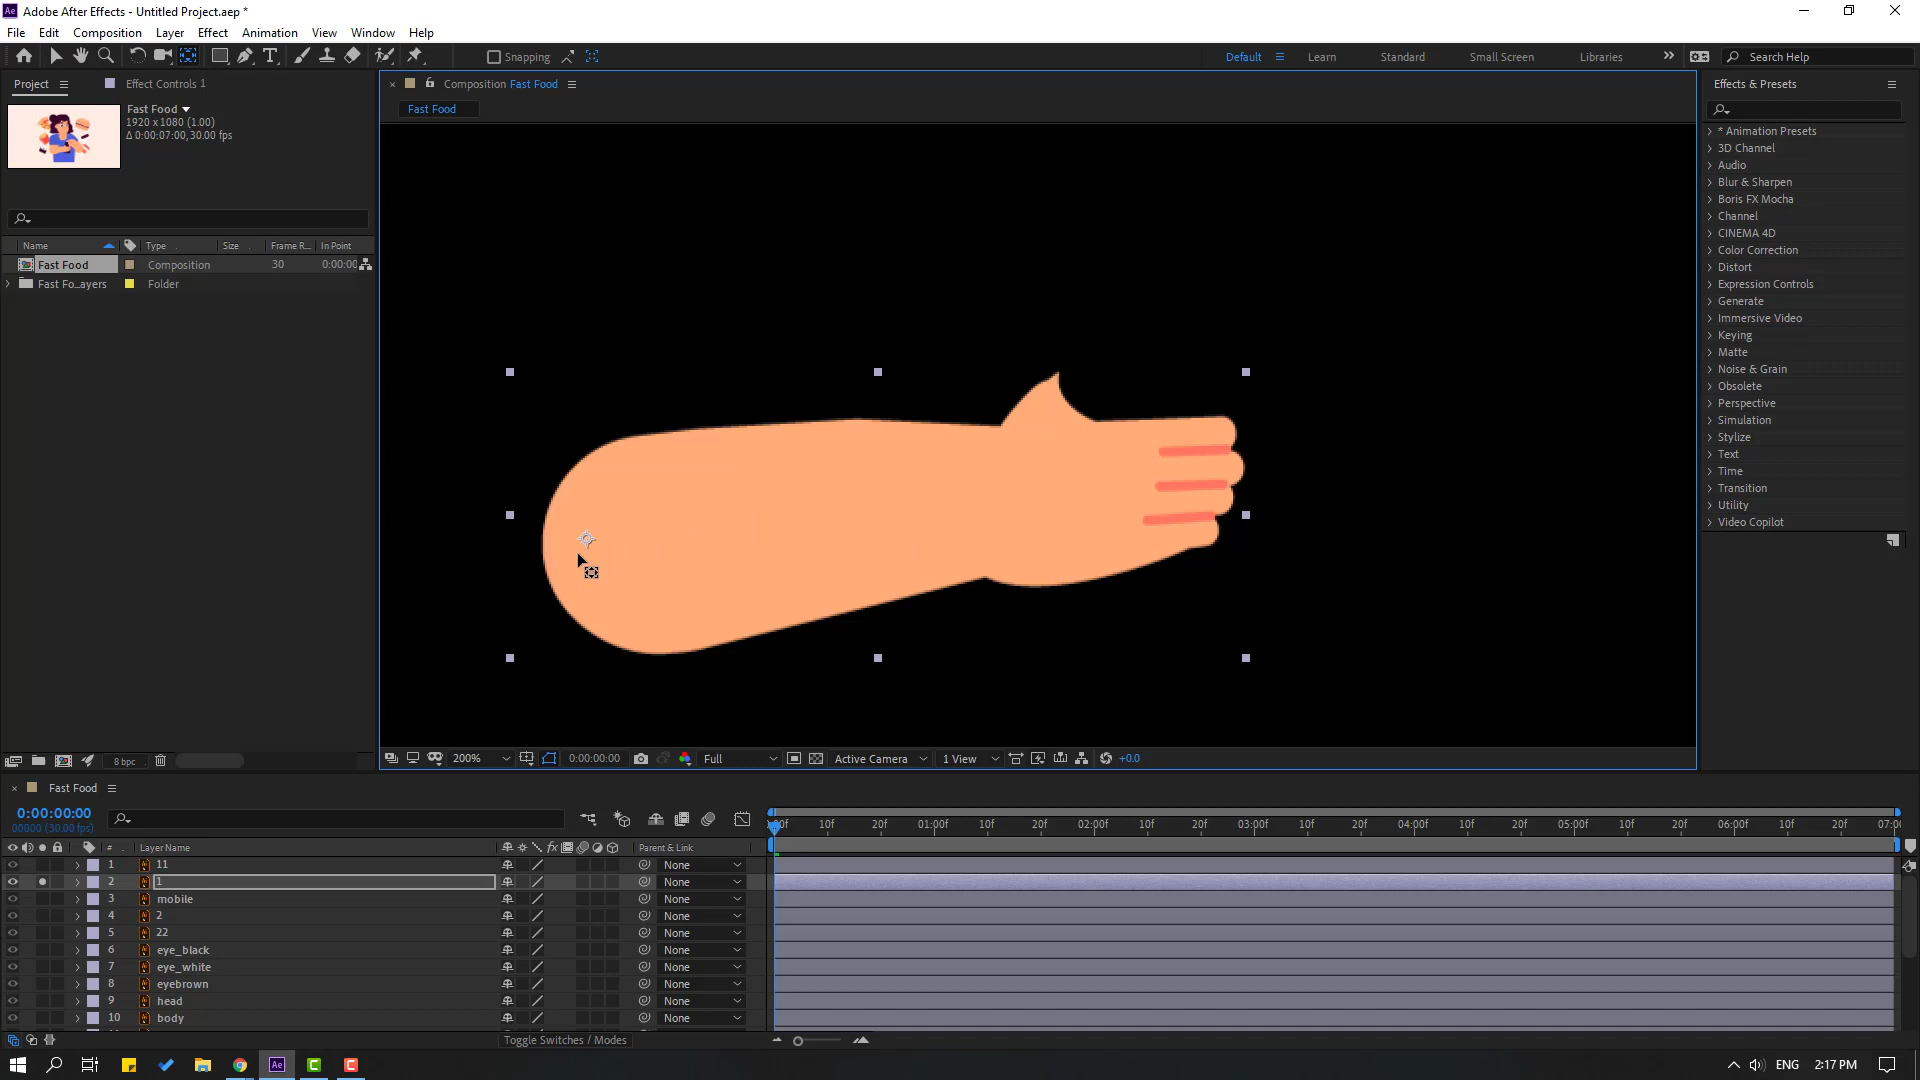 Adobe After Effects - Untitled Project.aep *
File Edit Composition Layer Effect Animation View Window Help
Snapping
Default Learn Standard Small Screen Libraries Search Help
Project Effect Controls 1
Composition Fast Food
Effects & Presets
Fast Food
1920 x 1080 (1.00)
Δ 0:00:07:00, 30.00 fps
Fast Food
Name Type Size Frame R... In Point
Fast Food Composition 30 0:00:00
Fast Fo...ayers Folder
* Animation Presets
3D Channel
Audio
Blur & Sharpen
Boris FX Mocha
Channel
CINEMA 4D
Color Correction
Distort
Expression Controls
Generate
Immersive Video
Keying
Matte
Noise & Grain
Obsolete
Perspective
Simulation
Stylize
Text
Time
Transition
Utility
Video Copilot
8 bpc
200% 0:00:00:00 Full Active Camera 1 View +0.0
Fast Food
0:00:00:00
00000 (30.00 fps)
10f 20f 01:00f 10f 20f 02:00f 10f 20f 03:00f 10f 20f 04:00f 10f 20f 05:00f 10f 20f 06:00f 10f 20f 07:00
# Layer Name fx Parent & Link
1 11 None
2 1 None
3 mobile None
4 2 None
5 22 None
6 eye_black None
7 eye_white None
8 eyebrown None
9 head None
10 body None
Toggle Switches / Modes
Ae ENG 2:17 PM